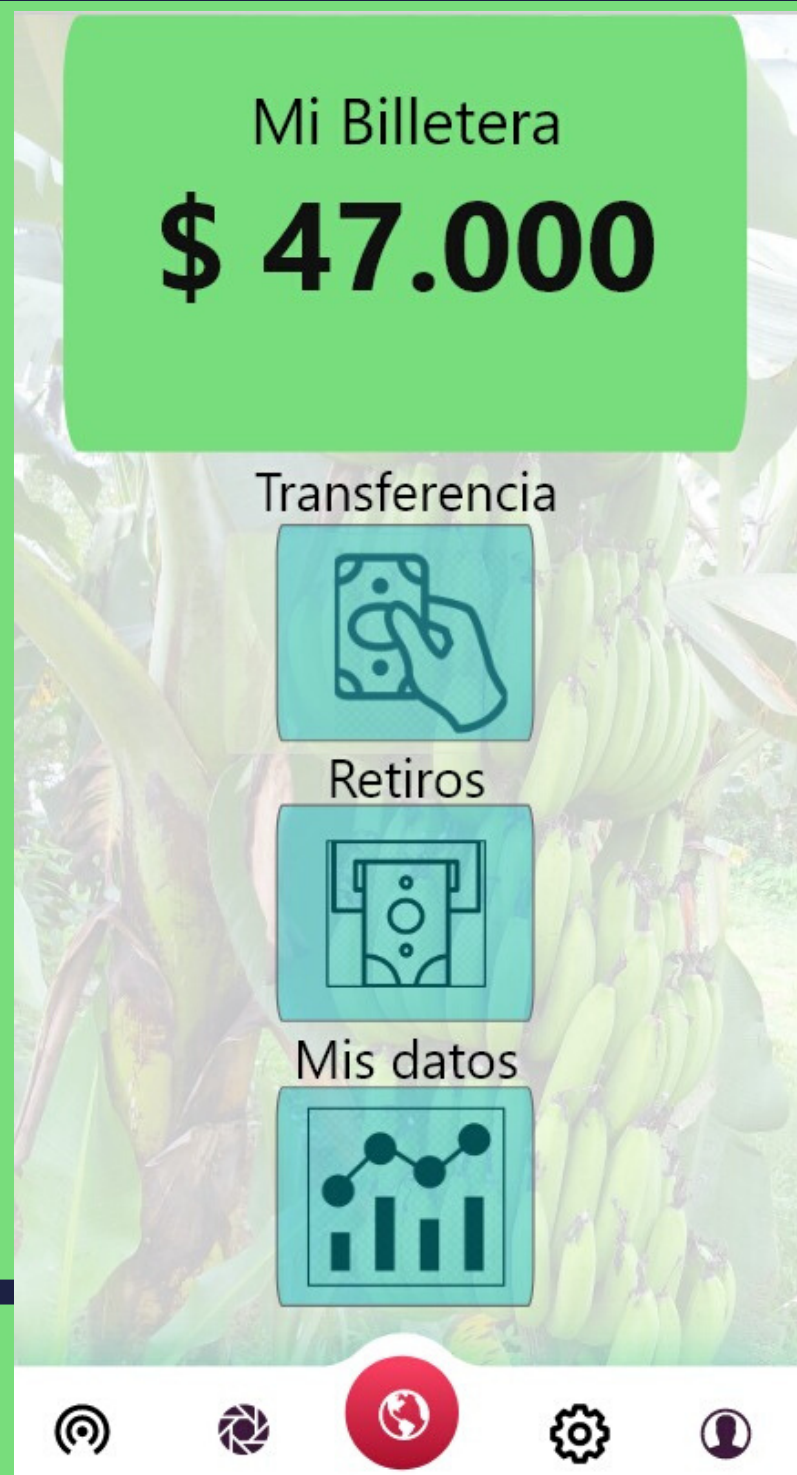 Mi Billetera
$ 47.000
Transferencia
Retiros
Mis datos